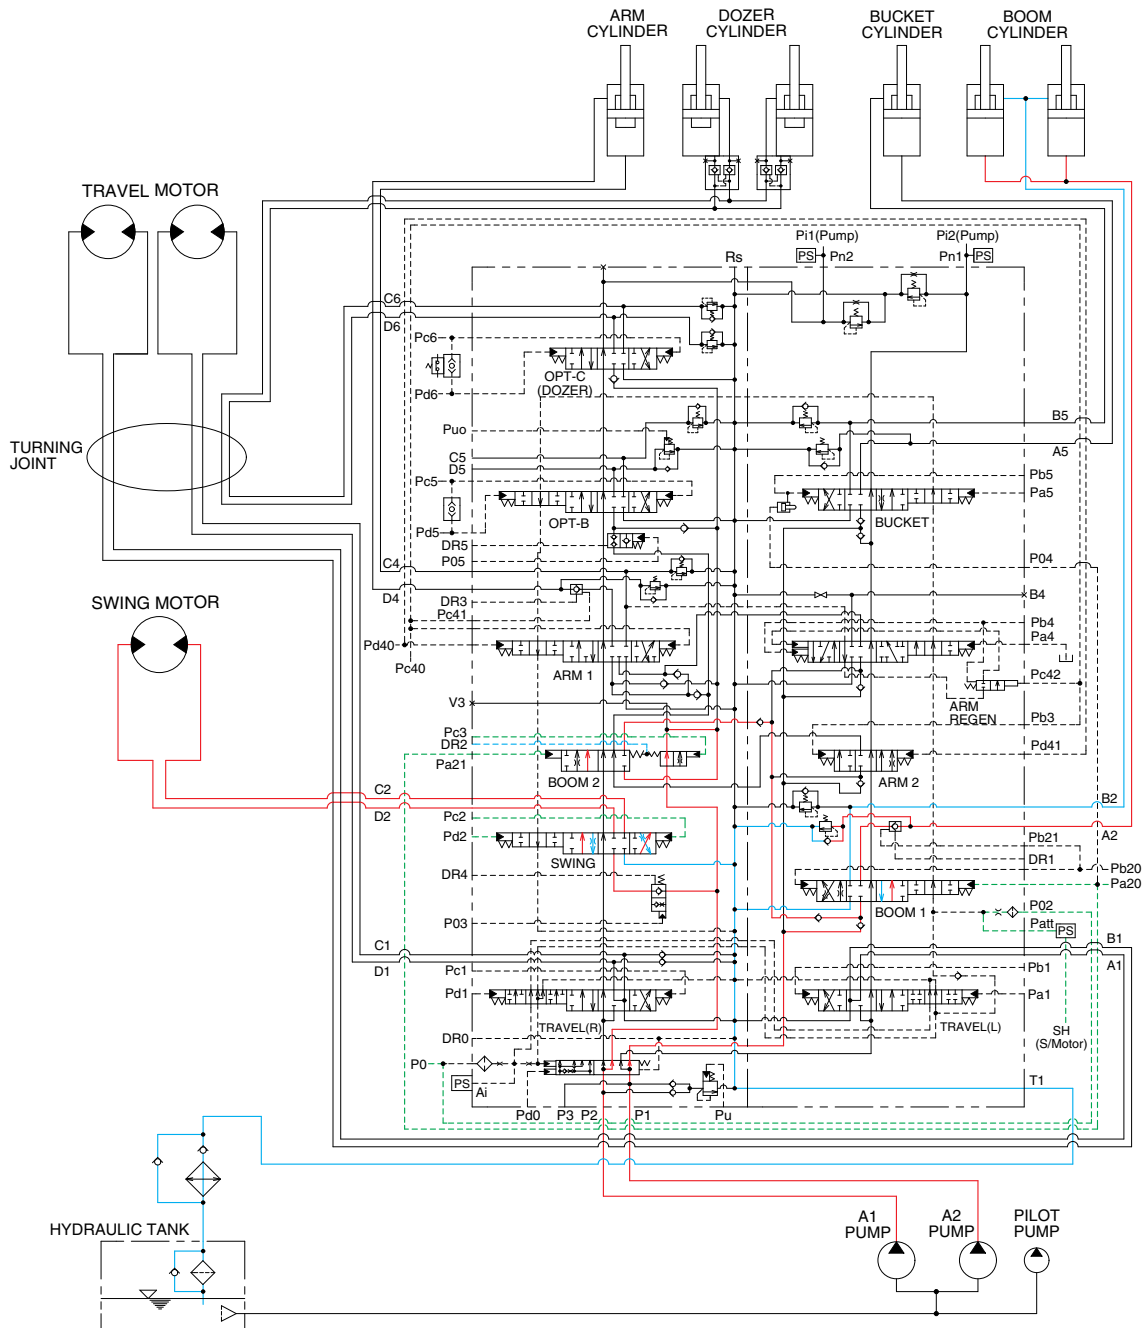 ARM
CYLINDER
DOZER
CYLINDER
BUCKET
CYLINDER
BOOM
CYLINDER
TRAVEL MOTOR
Pi1(Pump)
Pi2(Pump)
Rs
PS
Pn2
Pn1
PS
C6
D6
Pc6
OPT-C
(DOZER)
Pd6
B5
Puo
TURNING
JOINT
A5
C5
D5
Pc5
Pb5
Pa5
OPT-B
BUCKET
Pd5
DR5
P05
P04
C4
D4
DR3
Pc41
B4
SWING MOTOR
Pb4
Pa4
Pd40
Pc40
ARM 1
Pc42
ARM
REGEN
V3
Pb3
Pc3
DR2
Pa21
Pd41
BOOM 2
ARM 2
C2
D2
B2
Pc2
Pd2
A2
Pb21
SWING
DR1
DR4
Pb20
Pa20
BOOM 1
P03
P02
Patt
PS
C1
D1
B1
A1
Pc1
Pb1
Pd1
Pa1
TRAVEL(R)
TRAVEL(L)
SH
(S/Motor)
DR0
P0
PS
Ai
T1
Pd0
P3
P2
P1
Pu
HYDRAULIC TANK
A1
PUMP
A2
PUMP
PILOT
PUMP